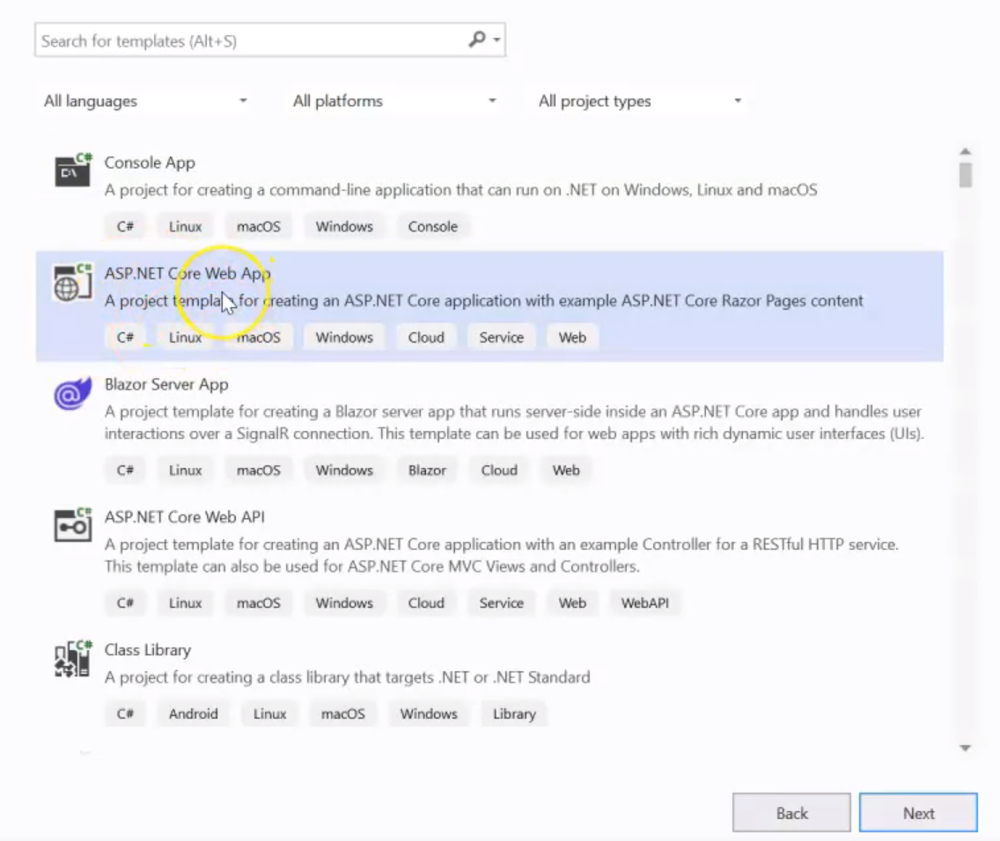 Search for templates (Alt+S)
All languages All platforms All project types
C#
C:\
Console App
A project for creating a command-line application that can run on .NET on Windows, Linux and macOS
C# Linux macOS Windows Console
C#
ASP.NET Core Web App
A project template for creating an ASP.NET Core application with example ASP.NET Core Razor Pages content
C# Linux macOS Windows Cloud Service Web
@
Blazor Server App
A project template for creating a Blazor server app that runs server-side inside an ASP.NET Core app and handles user
interactions over a SignalR connection. This template can be used for web apps with rich dynamic user interfaces (UIs).
C# Linux macOS Windows Blazor Cloud Web
C#
ASP.NET Core Web API
A project template for creating an ASP.NET Core application with an example Controller for a RESTful HTTP service.
This template can also be used for ASP.NET Core MVC Views and Controllers.
C# Linux macOS Windows Cloud Service Web WebAPI
C#
Class Library
A project for creating a class library that targets .NET or .NET Standard
C# Android Linux macOS Windows Library
Back Next